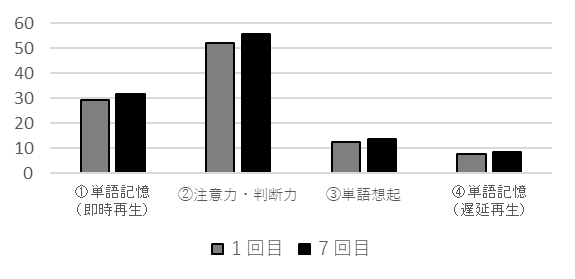 60
50
40
30
20
10
0
①単語記憶
(即時再生)
②注意力・判断力
③単語想起
④単語記憶
(遅延再生)
1回目 7回目